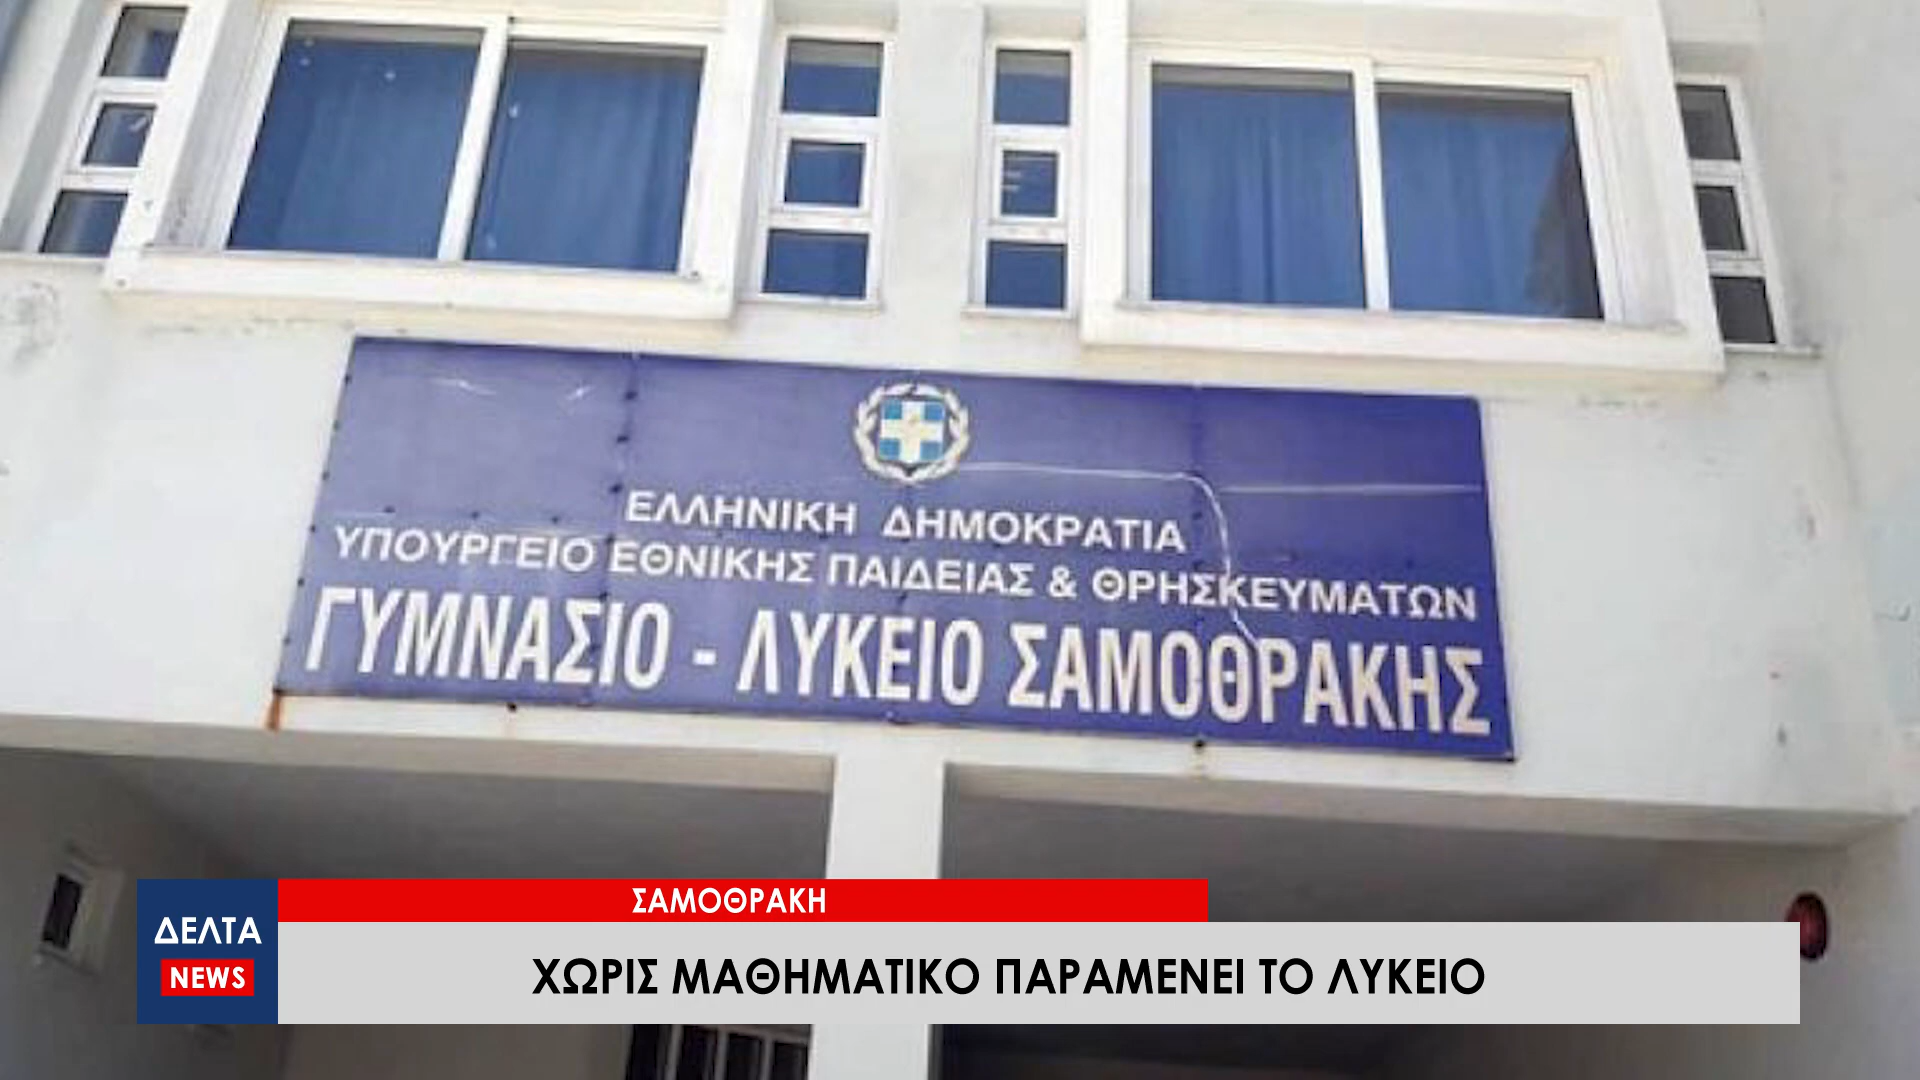 ΕΛΛΗΝΙΚΗ ΔΗΜΟΚΡΑΤΙΑ
ΥΠΟΥΡΓΕΙΟ ΕΘΝΙΚΗΣ ΠΑΙΔΕΙΑΣ & ΘΡΗΣΚΕΥΜΑΤΩΝ
ΓΥΜΝΑΣΙΟ - ΛΥΚΕΙΟ ΣΑΜΟΘΡΑΚΗΣ
ΣΑΜΟΘΡΑΚΗ
ΔΕΛΤΑ
NEWS
ΧΩΡΙΣ ΜΑΘΗΜΑΤΙΚΟ ΠΑΡΑΜΕΝΕΙ ΤΟ ΛΥΚΕΙΟ